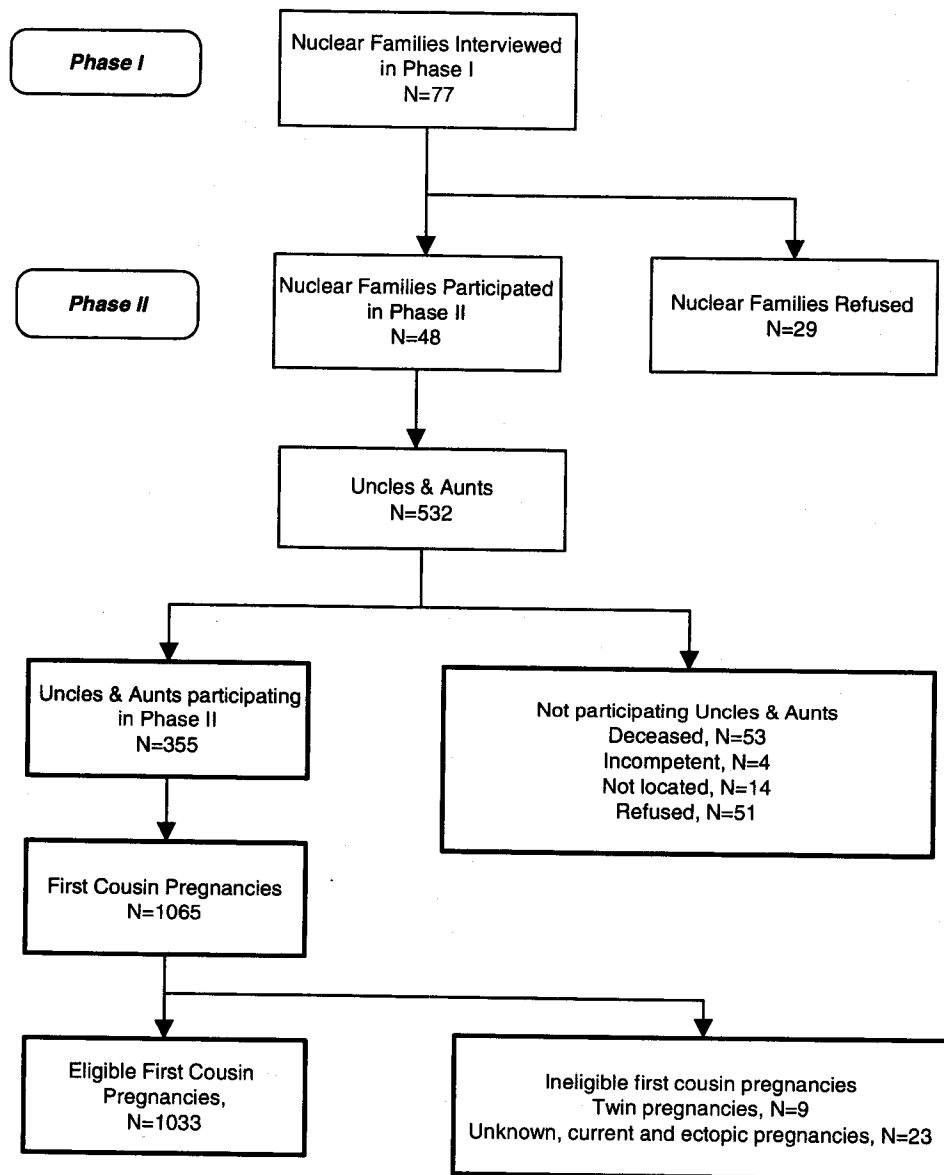 Phase I
Nuclear Families Interviewed
in Phase I
N=77
Phase II
Nuclear Families Participated
in Phase II
N=48
Nuclear Families Refused
N=29
Uncles & Aunts
N=532
Uncles & Aunts participating
in Phase II
N=355
Not participating Uncles & Aunts
Deceased, N=53
Incompetent, N=4
Not located, N=14
Refused, N=51
First Cousin Pregnancies
N=1065
Eligible First Cousin
Pregnancies,
N=1033
Ineligible first cousin pregnancies
Twin pregnancies, N=9
Unknown, current and ectopic pregnancies, N=23